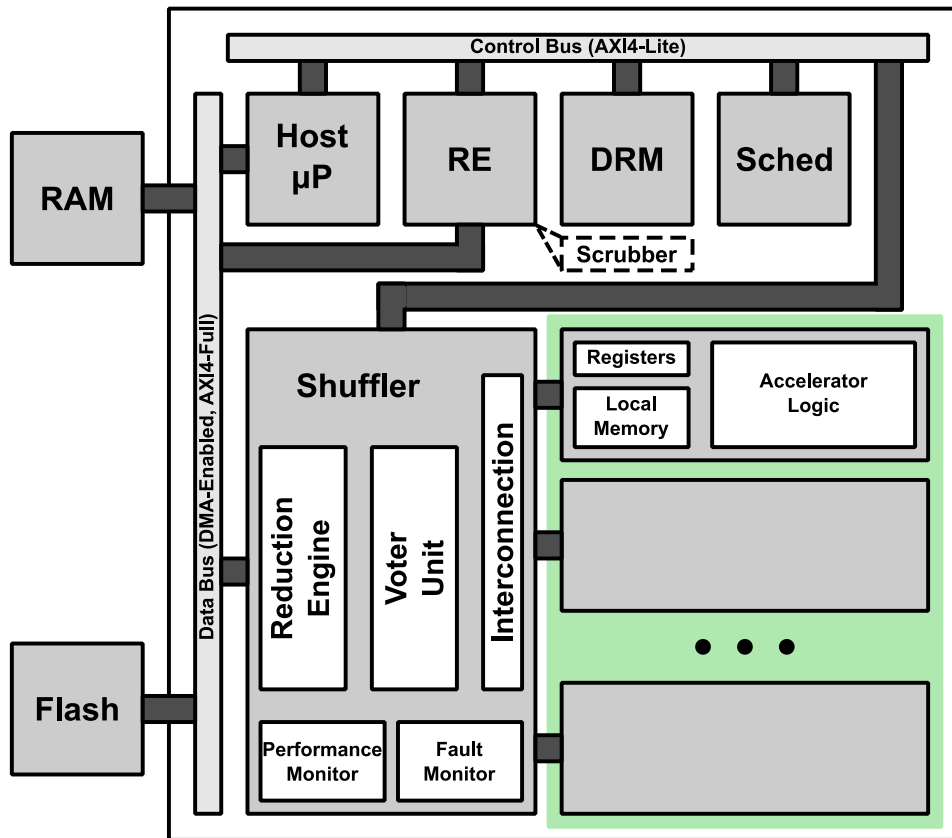 Control Bus (AXI4-Lite)
Host
μP
RE
DRM
Sched
RAM
Scrubber
Data Bus (DMA-Enabled, AXI4-Full)
Shuffler
Registers
Local
Memory
Accelerator
Logic
Reduction
Engine
Voter
Unit
Interconnection
Flash
Performance
Monitor
Fault
Monitor